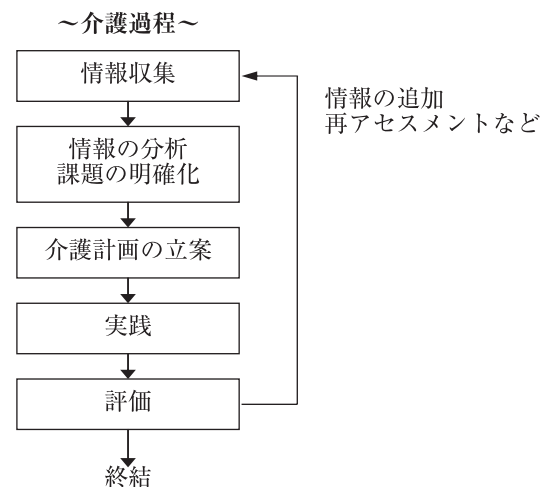 ～介護過程～
情報収集
情報の追加
再アセスメントなど
情報の分析
課題の明確化
介護計画の立案
実践
評価
終結